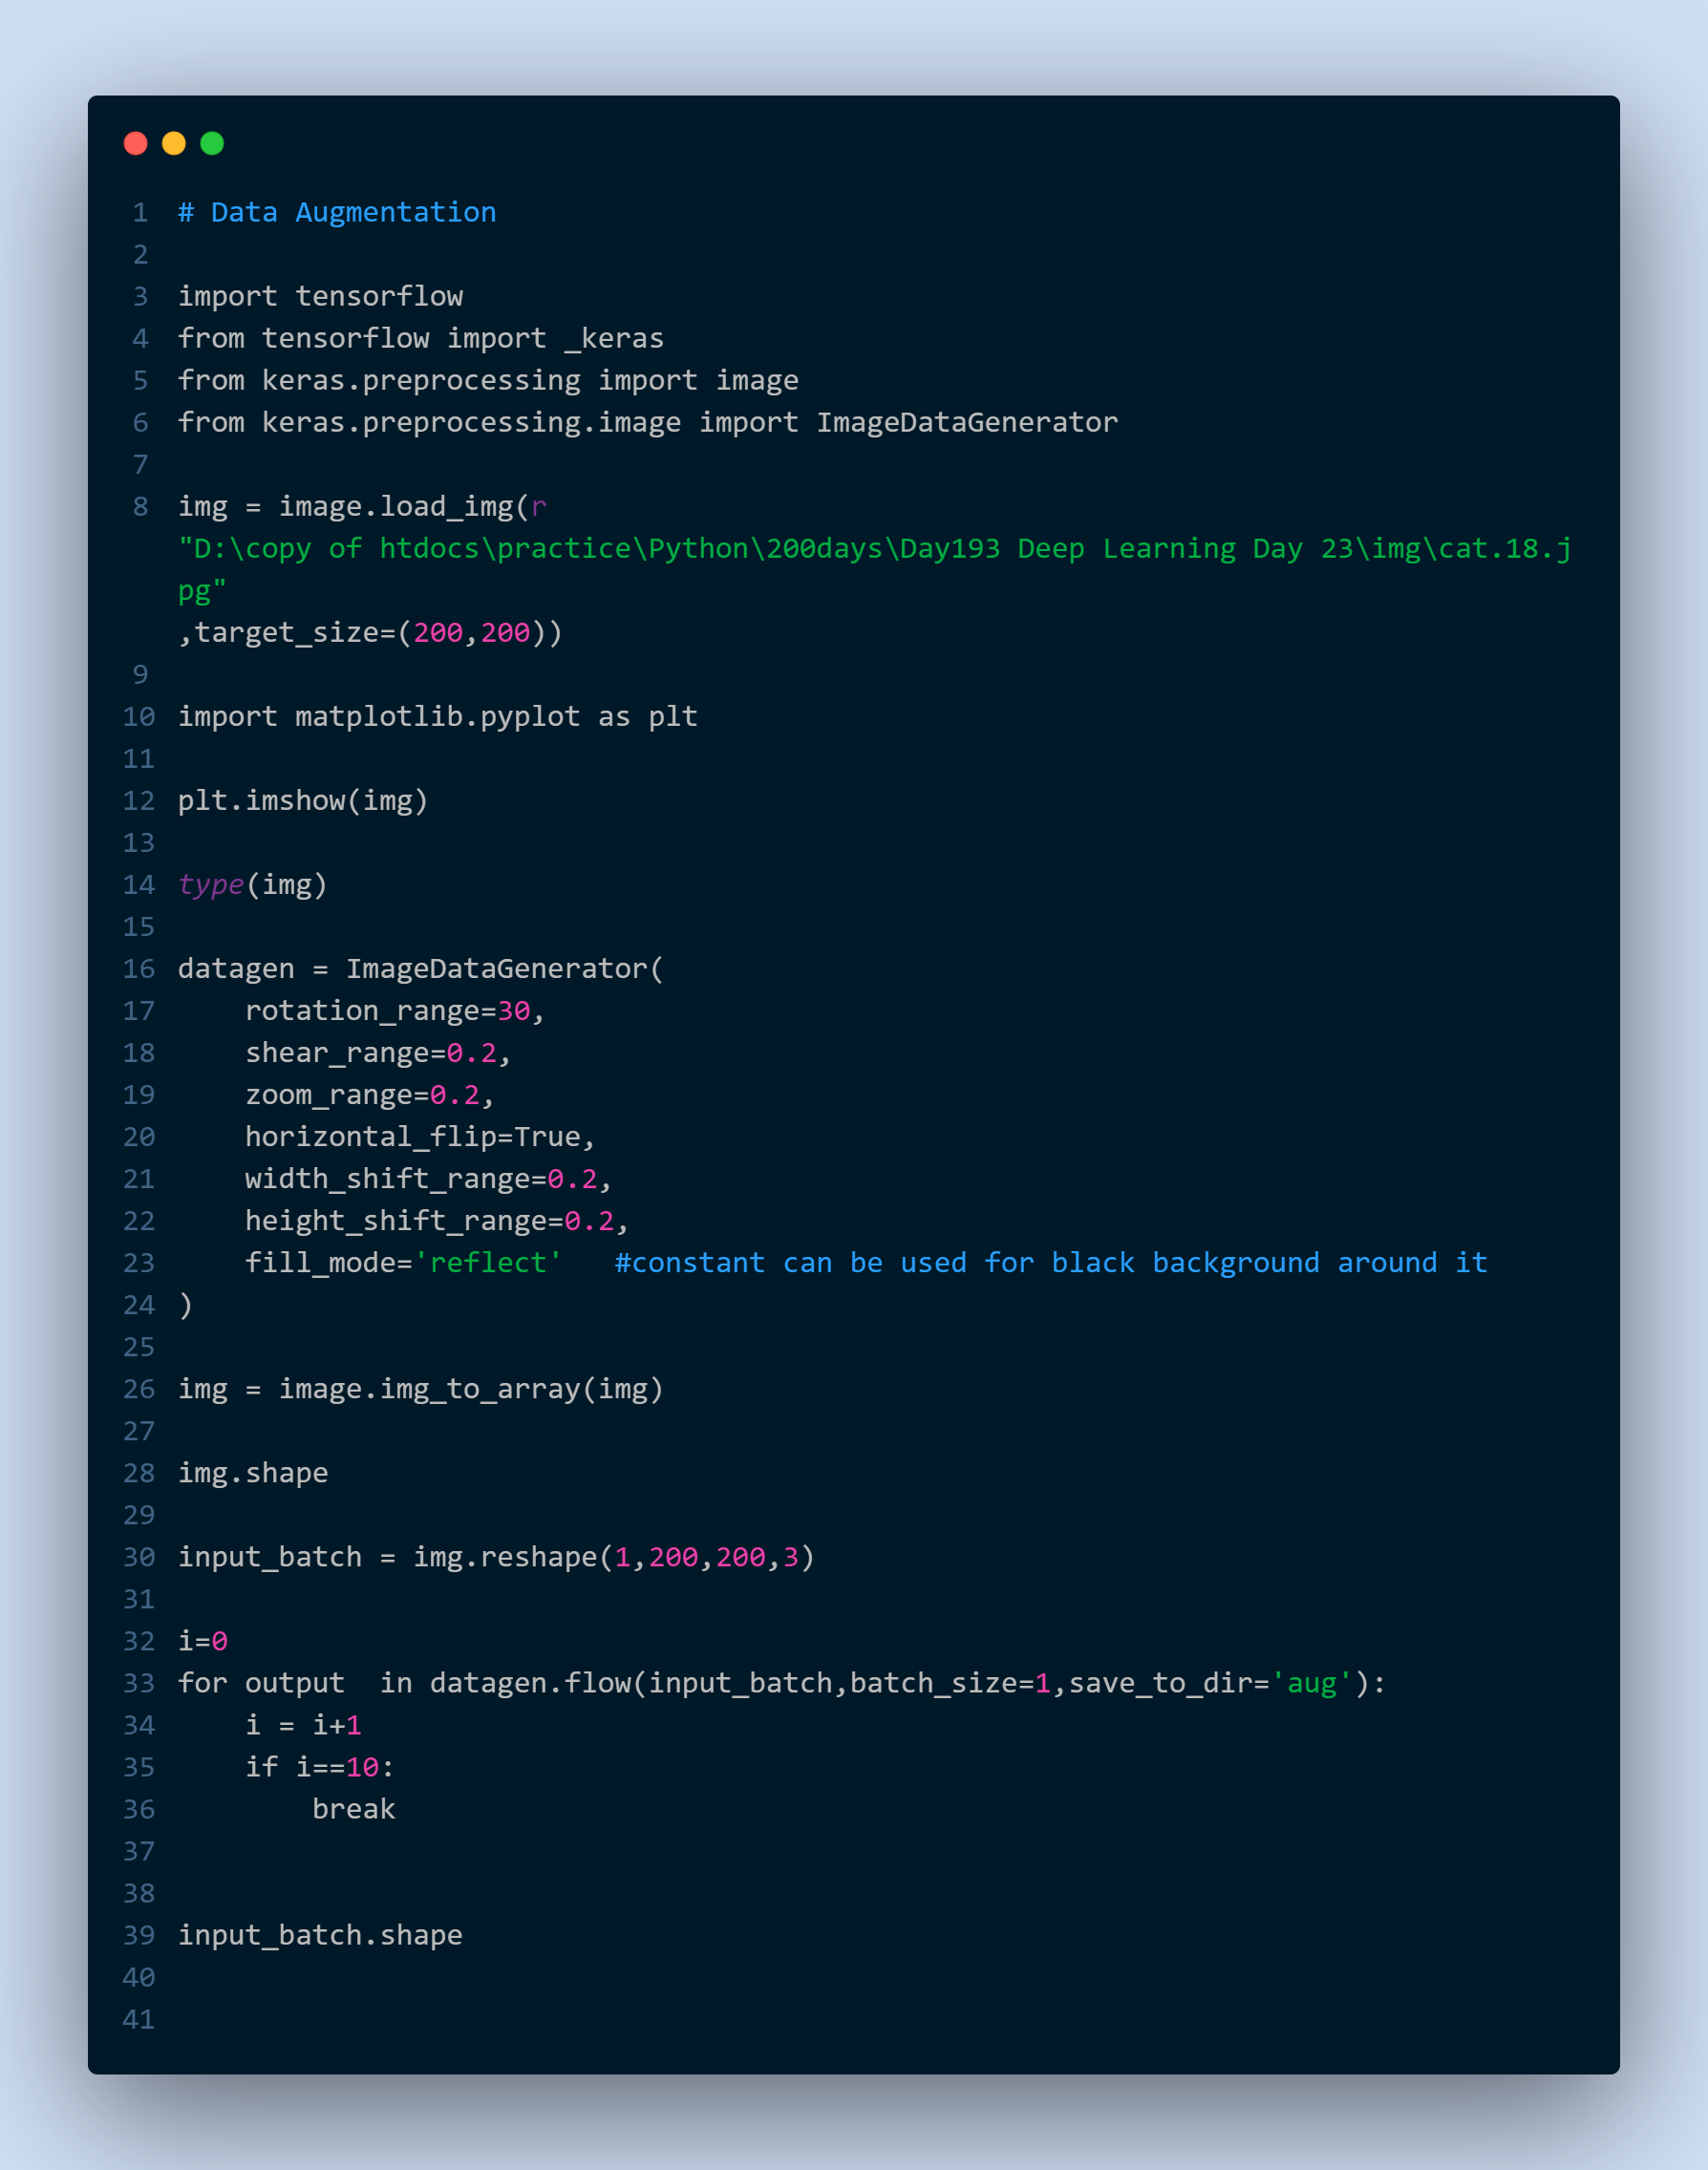 1 # Data Augmentation
2
3 import tensorflow
4 from tensorflow import _keras
5 from keras.preprocessing import image
6 from keras.preprocessing.image import ImageDataGenerator
7
8 img = image.load_img(r
"D:\copy of htdocs\practice\Python\200days\Day193 Deep Learning Day 23\img\cat.18.j
pg"
,target_size=(200,200))
9
10 import matplotlib.pyplot as plt
11
12 plt.imshow(img)
13
14 type(img)
15
16 datagen = ImageDataGenerator(
17     rotation_range=30,
18     shear_range=0.2,
19     zoom_range=0.2,
20     horizontal_flip=True,
21     width_shift_range=0.2,
22     height_shift_range=0.2,
23     fill_mode='reflect'   #constant can be used for black background around it
24 )
25
26 img = image.img_to_array(img)
27
28 img.shape
29
30 input_batch = img.reshape(1,200,200,3)
31
32 i=0
33 for output  in datagen.flow(input_batch,batch_size=1,save_to_dir='aug'):
34     i = i+1
35     if i==10:
36         break
37
38
39 input_batch.shape
40
41